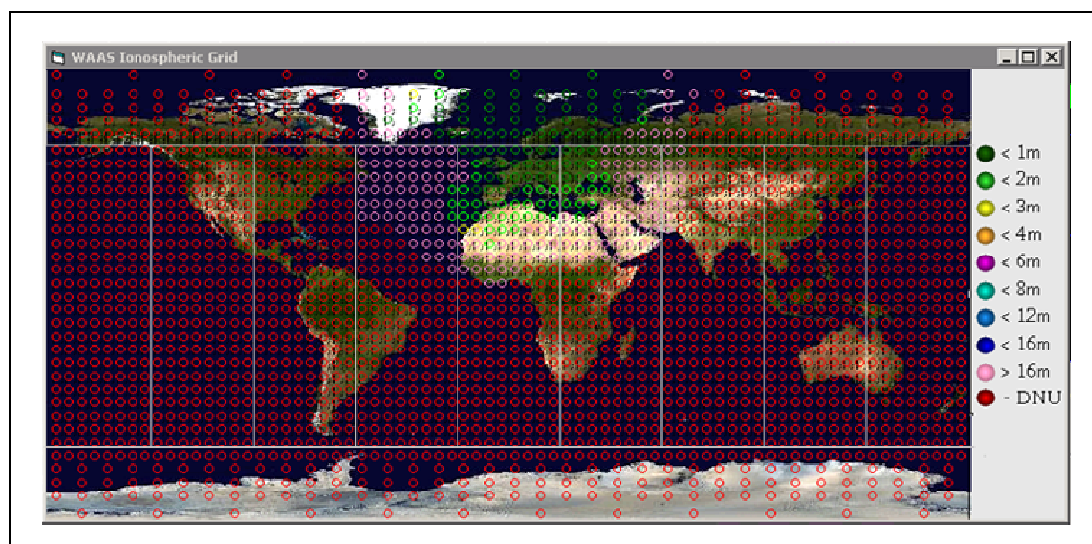 WAAS Ionospheric Grid
< 1m
< 2m
< 3m
< 4m
< 6m
< 8m
< 12m
< 16m
> 16m
- DNU